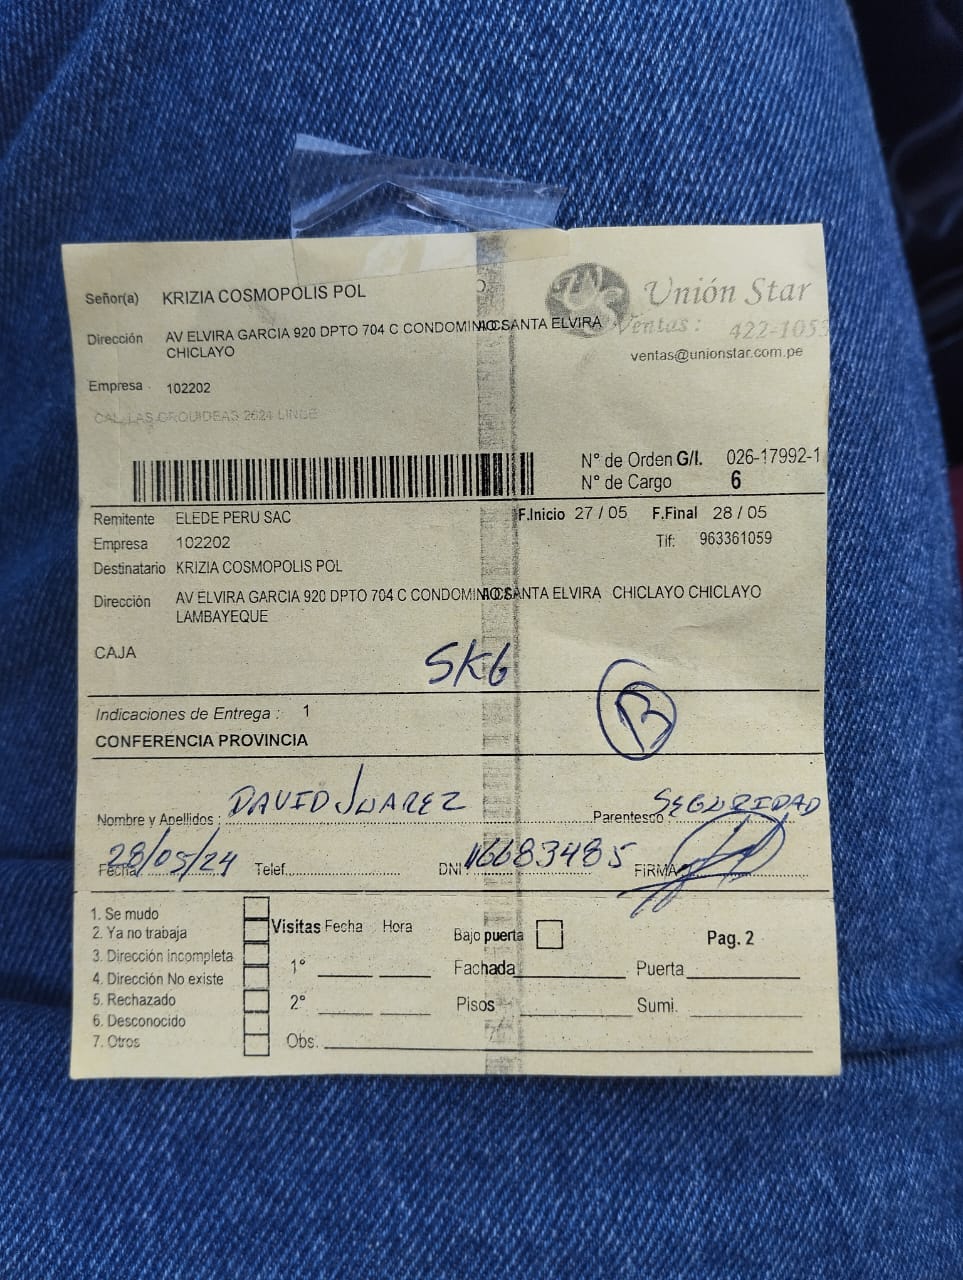 Señor(a) KRIZIA COSMOPOLIS POL
Unión Star
Dirección AV ELVIRA GARCIA 920 DPTO 704 C CONDOMINIO SANTA ELVIRA
CHICLAYO
Ventas: 422-1053
ventas@unionstar.com.pe
Empresa 102202
CAL. LAS ORQUIDEAS 2624 LINCE
N° de Orden G/I. 026-17992-1
N° de Cargo 6
Remitente ELEDE PERU SAC
F.Inicio 27 / 05 F.Final 28 / 05
Empresa 102202
Tlf: 963361059
Destinatario KRIZIA COSMOPOLIS POL
Dirección AV ELVIRA GARCIA 920 DPTO 704 C CONDOMINIO SANTA ELVIRA CHICLAYO CHICLAYO
LAMBAYEQUE
CAJA
5K6
B
Indicaciones de Entrega : 1
CONFERENCIA PROVINCIA
Nombre y Apellidos : DAVID JUAREZ Parentesco SEGURIDAD
Fecha 28/05/24 Telef. DNI 16683485 FIRMA
1. Se mudo
2. Ya no trabaja
3. Dirección incompleta
4. Dirección No existe
5. Rechazado
6. Desconocido
7. Otros
Visitas Fecha Hora
1°
2°
Obs.
Bajo puerta
Pag. 2
Fachada Puerta
Pisos Sumi.